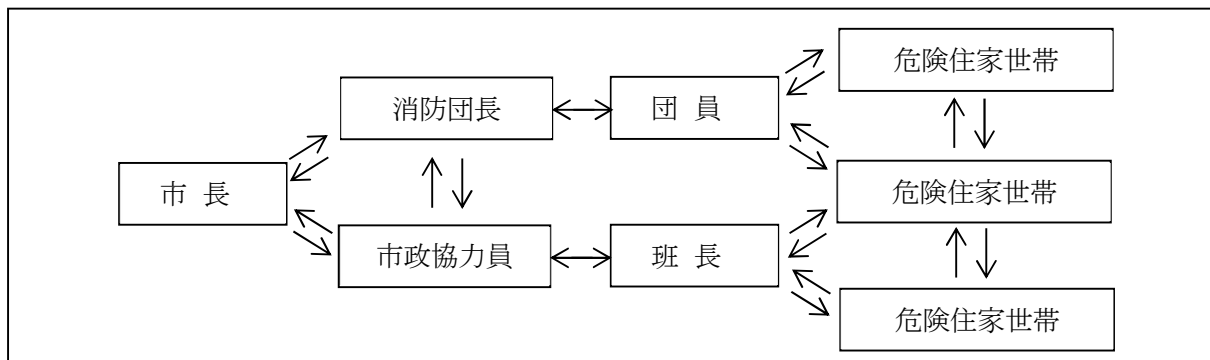 危険住家世帯
消防団長
団 員
市 長
危険住家世帯
市政協力員
班 長
危険住家世帯